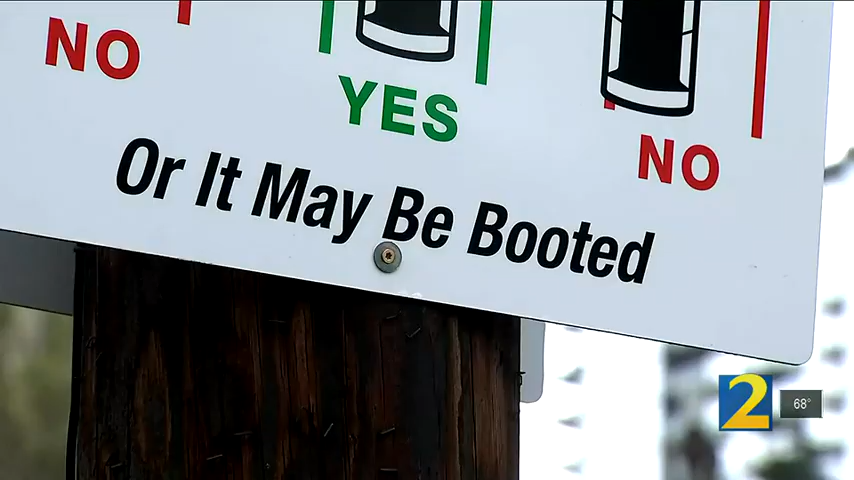 NO
YES
NO
Or It May Be Booted
2
68°